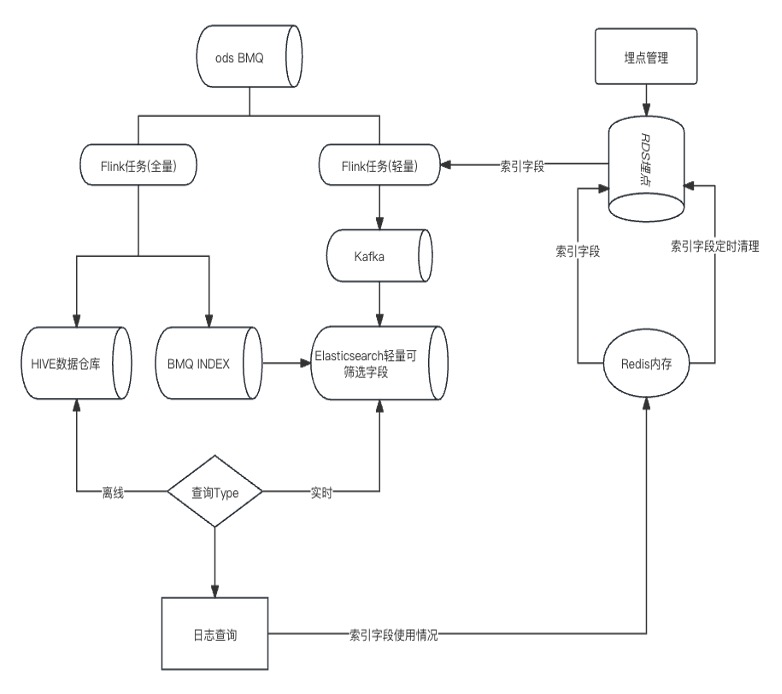 ods BMQ
埋点管理
Flink任务(全量)
Flink任务(轻量)
索引字段
RDS埋点
Kafka
索引字段
索引字段定时清理
HIVE数据仓库
BMQ INDEX
Elasticsearch轻量可
筛选字段
Redis内存
离线
查询Type
实时
日志查询
索引字段使用情况